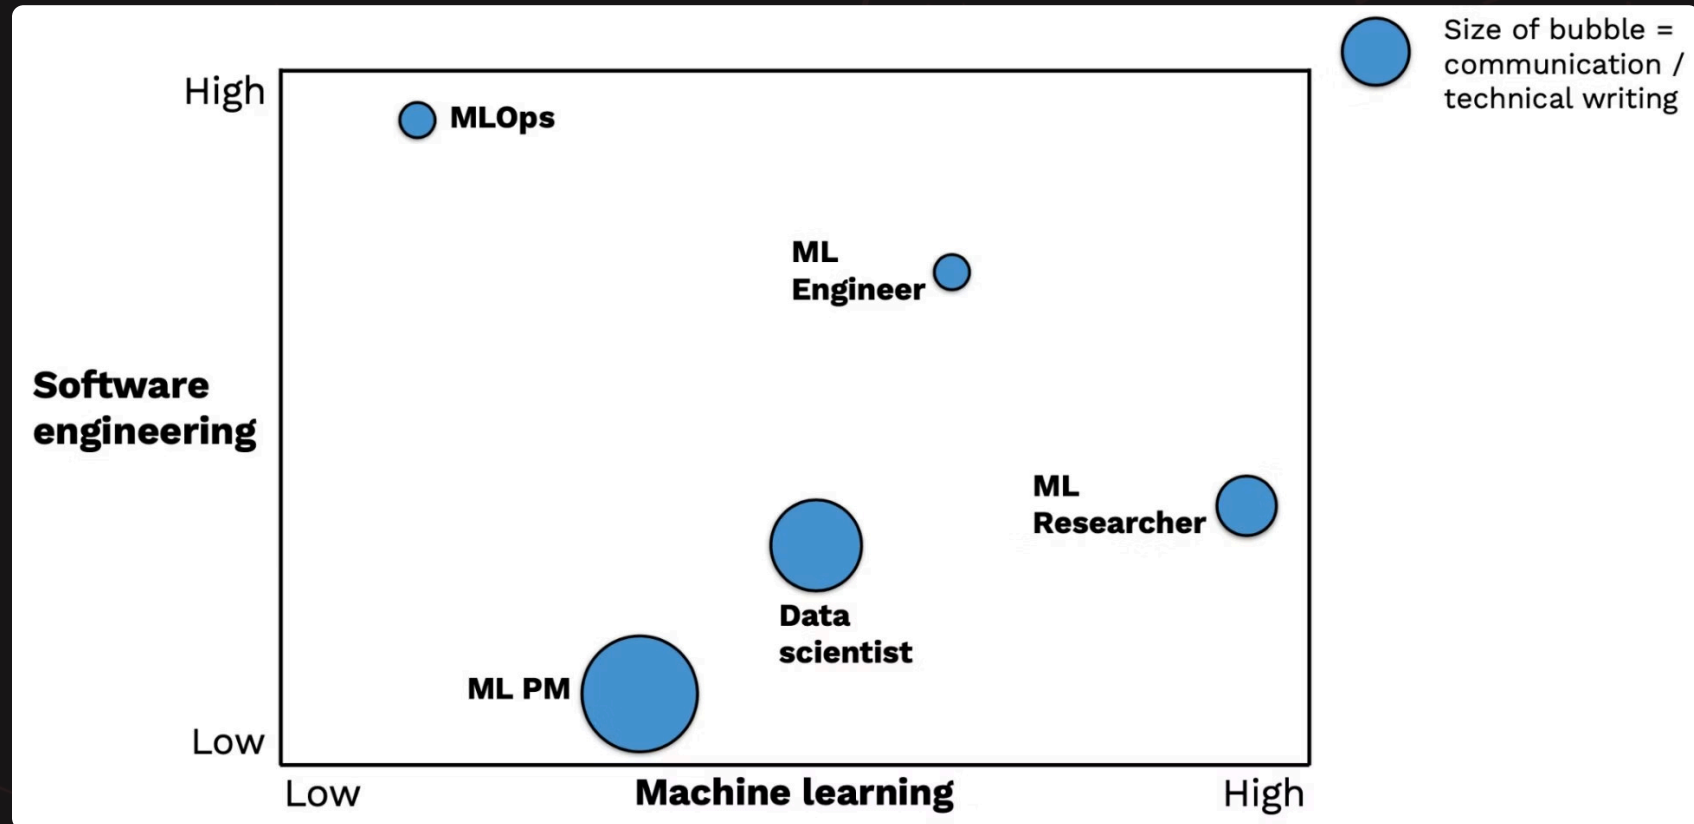 Size of bubble =
communication /
technical writing
High
MLOps
ML
Engineer
Software
engineering
ML
Researcher
Data
scientist
ML PM
Low
Low
Machine learning
High